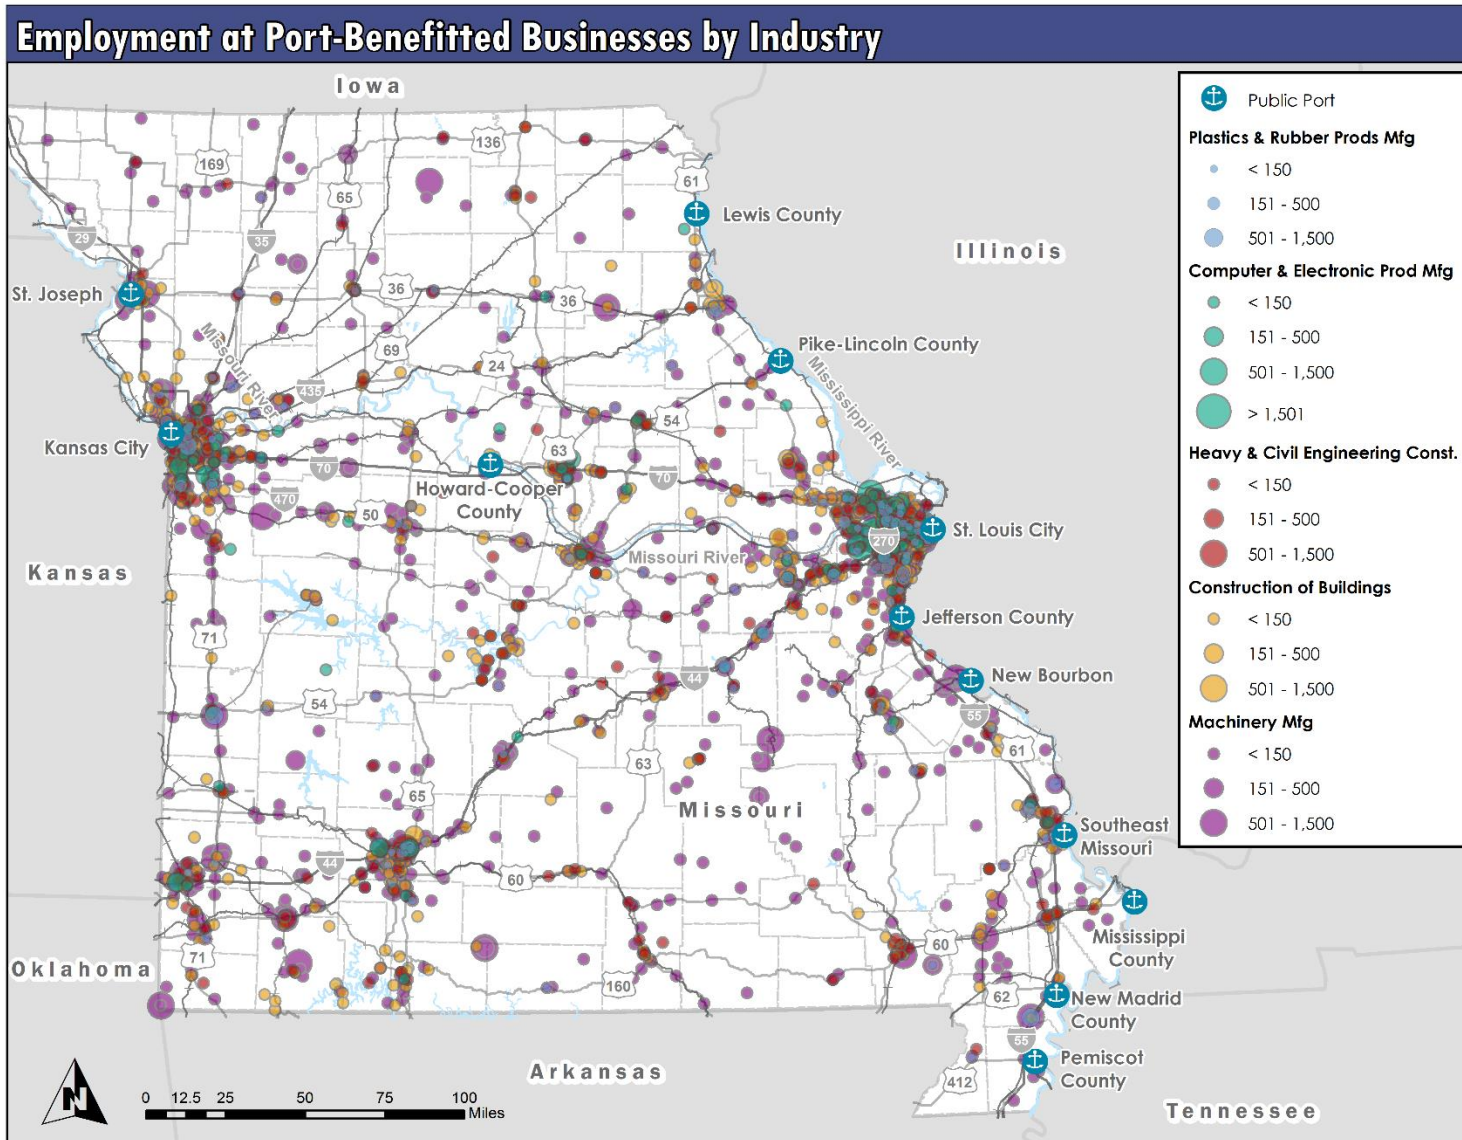 Employment at Port-Benefitted Businesses by Industry
Iowa
Public Port
Plastics & Rubber Prods Mfg
< 150
151 - 500
501 - 1,500
Computer & Electronic Prod Mfg
< 150
151 - 500
501 - 1,500
> 1,501
Heavy & Civil Engineering Const.
< 150
151 - 500
501 - 1,500
Construction of Buildings
< 150
151 - 500
501 - 1,500
Machinery Mfg
< 150
151 - 500
501 - 1,500
136
169
65
61
Lewis County
29
35
Illinois
St. Joseph
36
36
Missouri River
69
24
Pike-Lincoln County
Mississippi River
435
54
Kansas City
63
70
70
Howard-Cooper
County
470
50
St. Louis City
270
Missouri River
Kansas
Jefferson County
71
44
New Bourbon
54
55
61
63
65
Missouri
Southeast
Missouri
44
60
Mississippi
County
60
71
Oklahoma
160
62
New Madrid
County
55
Pemiscot
County
412
Arkansas
Tennessee
N
0 12.5 25 50 75 100
Miles